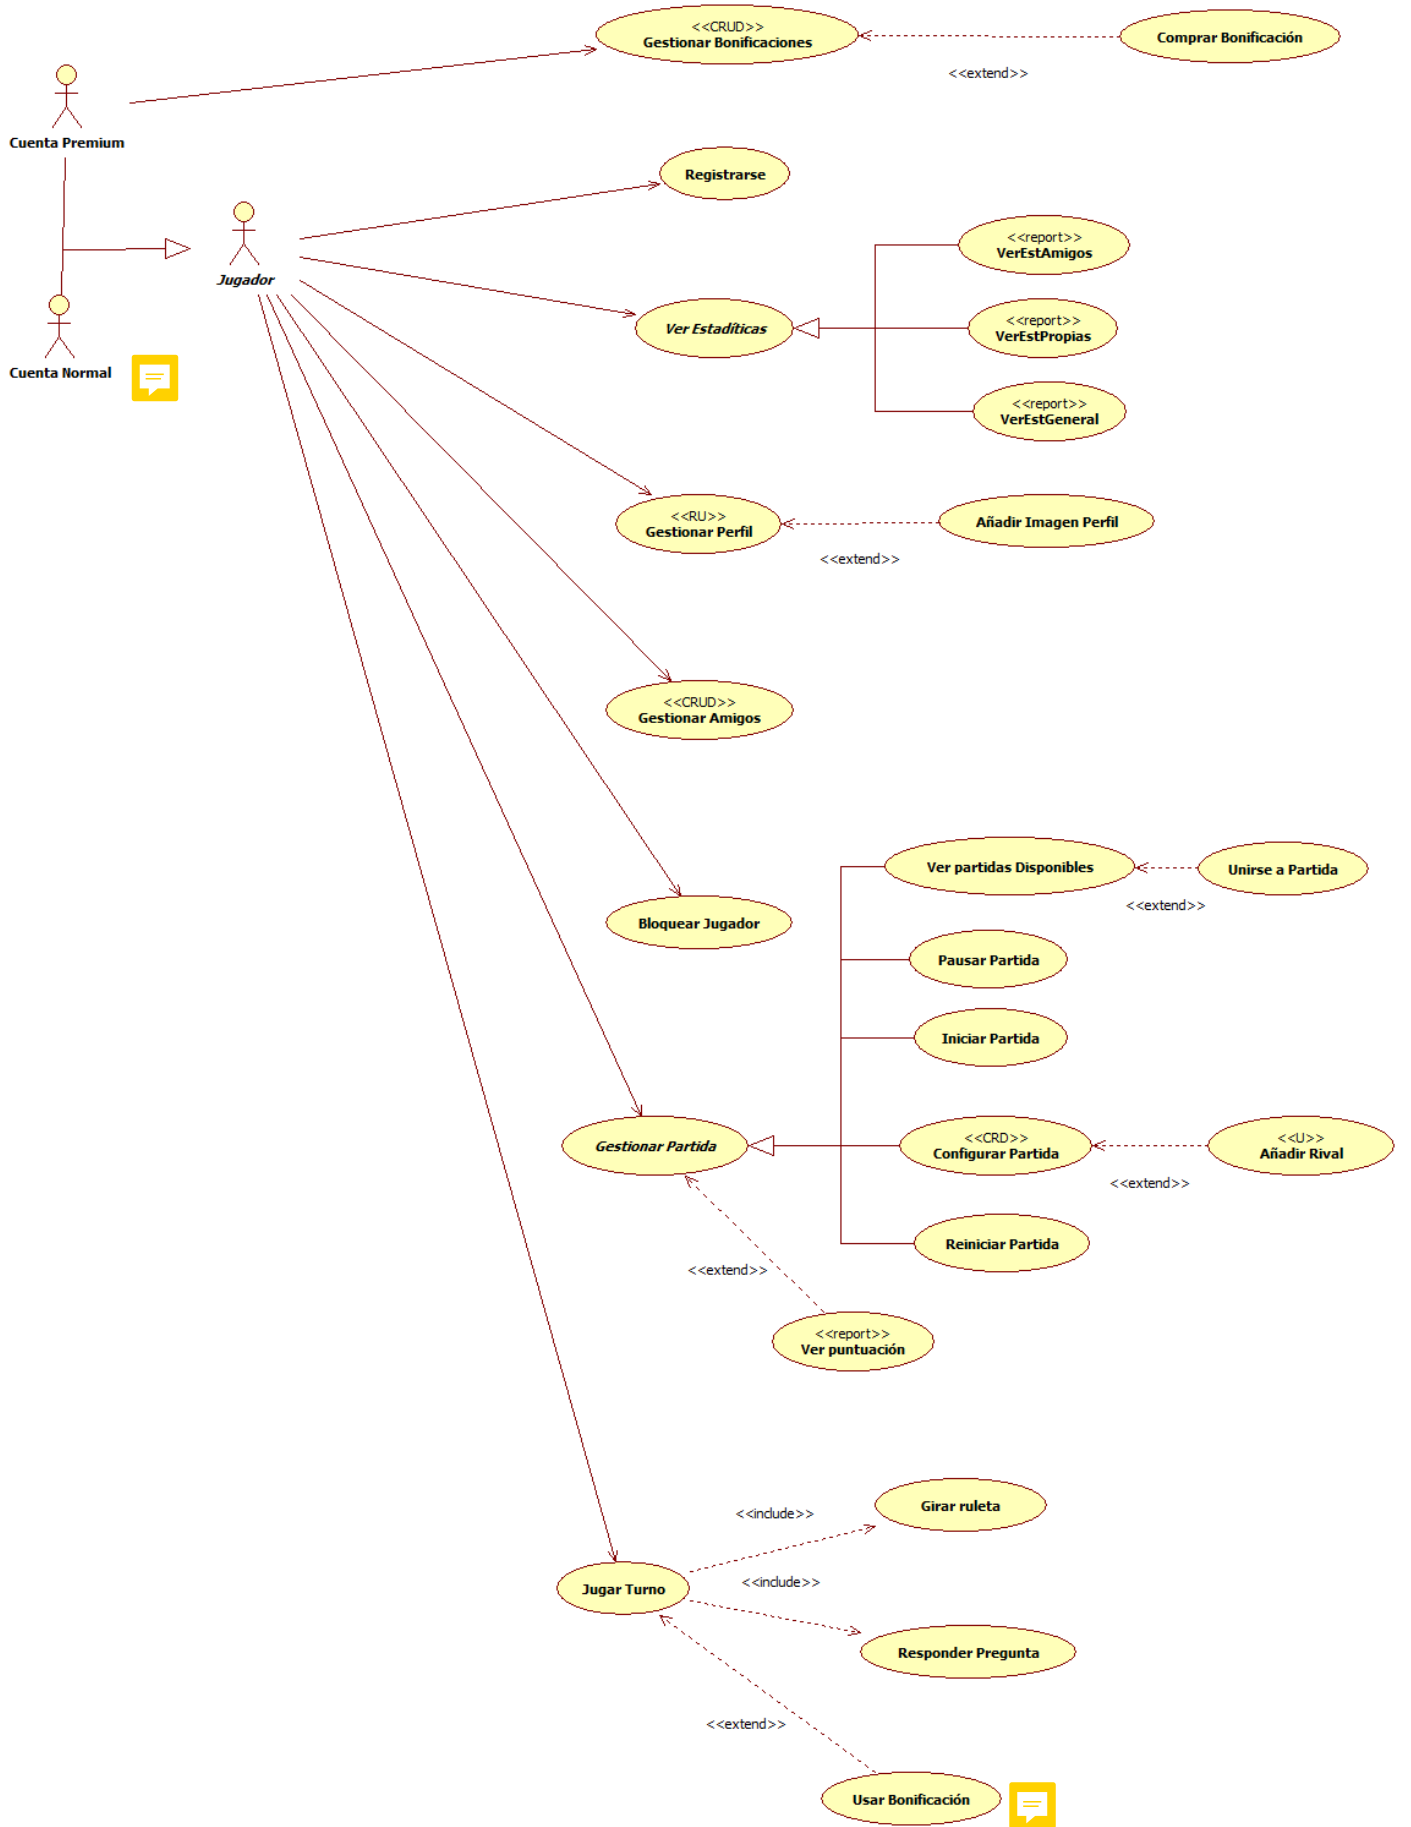 <<CRUD>>
Gestionar Bonificaciones
Comprar Bonificación
<<extend>>
Cuenta Premium
Registrarse
Jugador
<<report>>
VerEstAmigos
Ver Estadíticas
<<report>>
VerEstPropias
Cuenta Normal
<<report>>
VerEstGeneral
<<RU>>
Gestionar Perfil
Añadir Imagen Perfil
<<extend>>
<<CRUD>>
Gestionar Amigos
Ver partidas Disponibles
Unirse a Partida
<<extend>>
Bloquear Jugador
Pausar Partida
Iniciar Partida
Gestionar Partida
<<CRD>>
Configurar Partida
<<U>>
Añadir Rival
<<extend>>
Reiniciar Partida
<<extend>>
<<report>>
Ver puntuación
Girar ruleta
<<include>>
Jugar Turno
<<include>>
Responder Pregunta
<<extend>>
Usar Bonificación